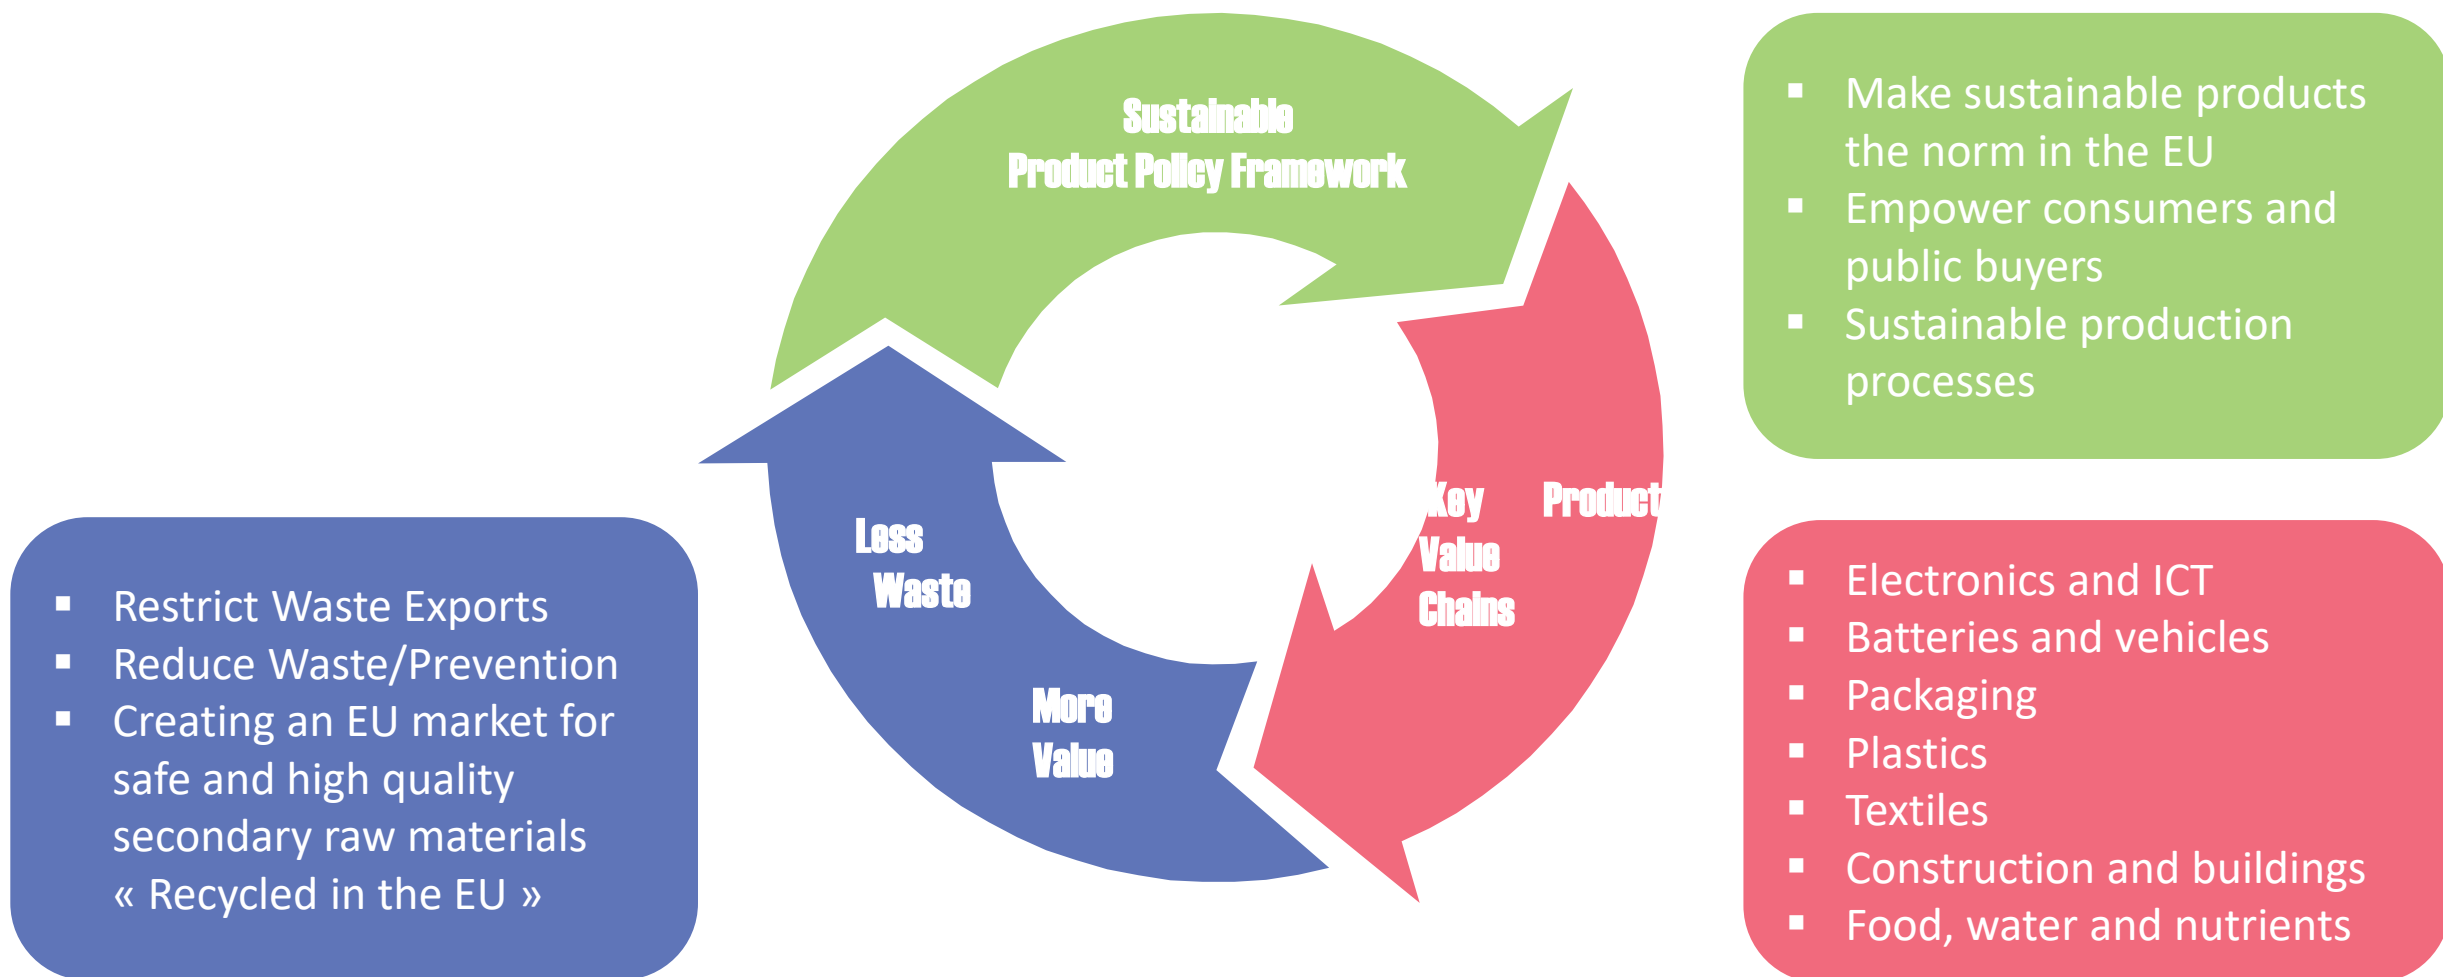 Sustainable
Product Policy Framework
▪ Make sustainable products
the norm in the EU
▪ Empower consumers and
public buyers
▪ Sustainable production
processes
Key Product
Value
Chains
▪ Electronics and ICT
▪ Batteries and vehicles
▪ Packaging
▪ Plastics
▪ Textiles
▪ Construction and buildings
▪ Food, water and nutrients
Less
Waste
More
Value
▪ Restrict Waste Exports
▪ Reduce Waste/Prevention
▪ Creating an EU market for
safe and high quality
secondary raw materials
« Recycled in the EU »